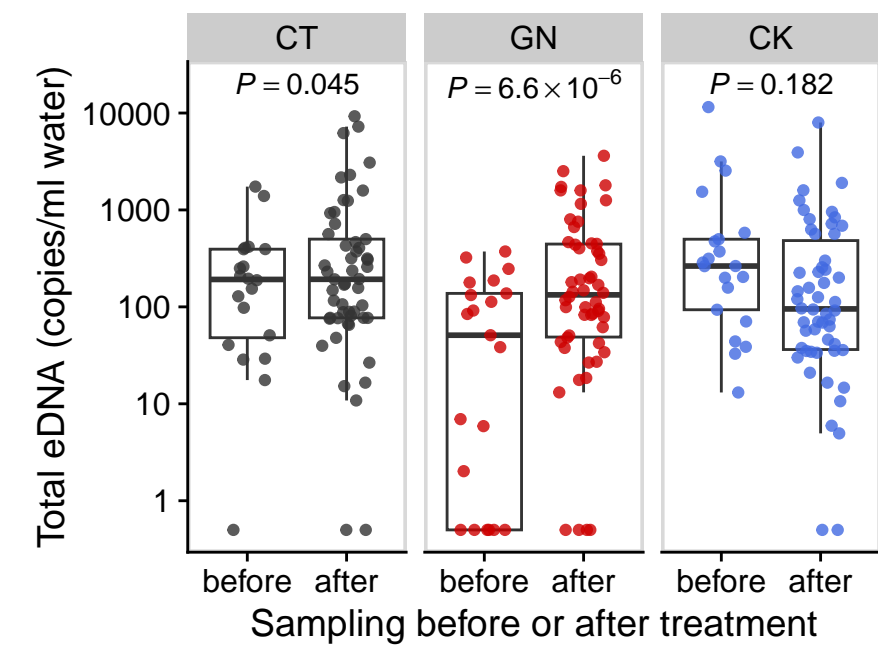 CT GN CK
P = 0.045 P = 6.6 × 10⁻⁶ P = 0.182
Total eDNA (copies/ml water)
10000
1000
100
10
1
before after before after before after
Sampling before or after treatment